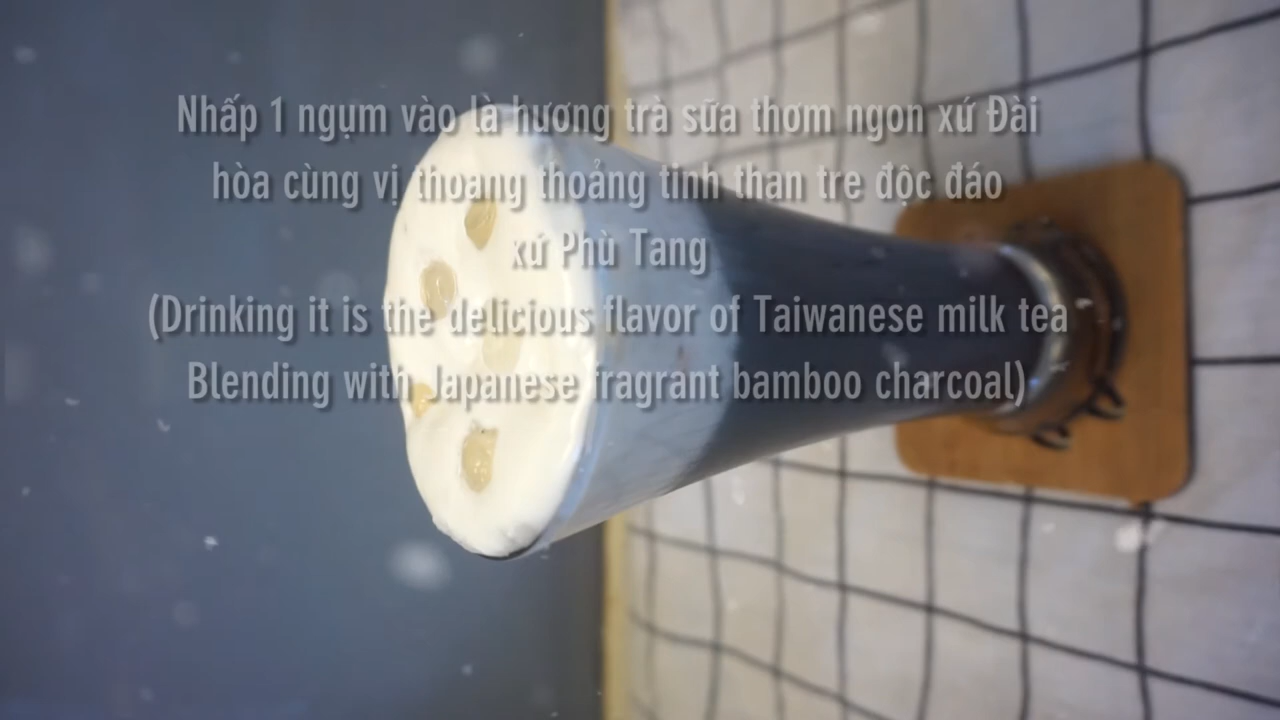 Nhấp 1 ngụm vào là hương trà sữa thơm ngon xứ Đài
hòa cùng vị thoang thoảng tinh than tre độc đáo
xứ Phù Tang
(Drinking it is the delicious flavor of Taiwanese milk tea
Blending with Japanese fragrant bamboo charcoal)